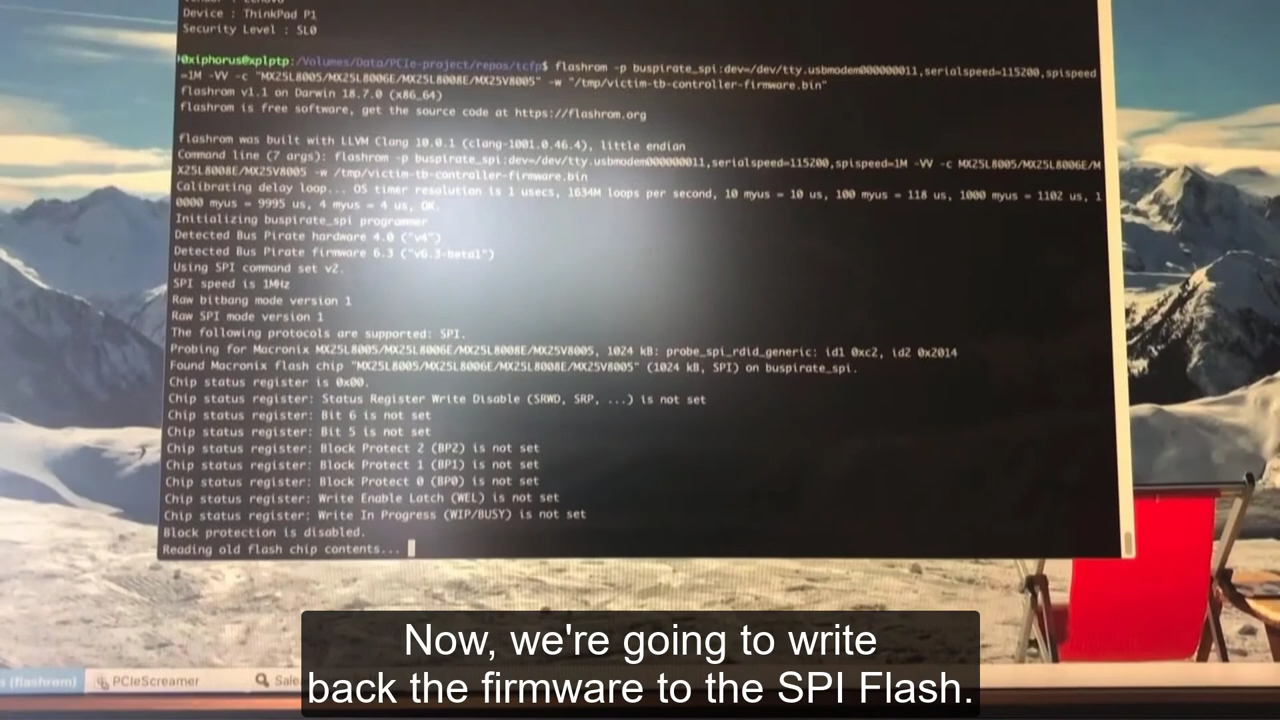 Device : ThinkPad P1
Security Level : SL0
0xiphorus@xplptp:/Volumes/Data/PCIe-project/repos/tcfp$ flashrom -p buspirate_spi:dev=/dev/tty.usbmodem000000011,serialspeed=115200,spispeed
=1M -VV -c "MX25L8005/MX25L8006E/MX25L8008E/MX25V8005" -w "/tmp/victim-tb-controller-firmware.bin"
flashrom v1.1 on Darwin 18.7.0 (x86_64)
flashrom is free software, get the source code at https://flashrom.org
flashrom was built with LLVM Clang 10.0.1 (clang-1001.0.46.4), little endian
Command line (7 args): flashrom -p buspirate_spi:dev=/dev/tty.usbmodem000000011,serialspeed=115200,spispeed=1M -VV -c MX25L8005/MX25L8006E/M
X25L8008E/MX25V8005 -w /tmp/victim-tb-controller-firmware.bin
Calibrating delay loop... OS timer resolution is 1 usecs, 1634M loops per second, 10 myus = 10 us, 100 myus = 118 us, 1000 myus = 1102 us, 1
0000 myus = 9995 us, 4 myus = 4 us, OK.
Initializing buspirate_spi programmer
Detected Bus Pirate hardware 4.0 ("v4")
Detected Bus Pirate firmware 6.3 ("v6.3-beta1")
Using SPI command set v2.
SPI speed is 1MHz
Raw bitbang mode version 1
Raw SPI mode version 1
The following protocols are supported: SPI.
Probing for Macronix MX25L8005/MX25L8006E/MX25L8008E/MX25V8005, 1024 kB: probe_spi_rdid_generic: id1 0xc2, id2 0x2014
Found Macronix flash chip "MX25L8005/MX25L8006E/MX25L8008E/MX25V8005" (1024 kB, SPI) on buspirate_spi.
Chip status register is 0x00.
Chip status register: Status Register Write Disable (SRWD, SRP, ...) is not set
Chip status register: Bit 6 is not set
Chip status register: Bit 5 is not set
Chip status register: Block Protect 2 (BP2) is not set
Chip status register: Block Protect 1 (BP1) is not set
Chip status register: Block Protect 0 (BP0) is not set
Chip status register: Write Enable Latch (WEL) is not set
Chip status register: Write In Progress (WIP/BUSY) is not set
Block protection is disabled.
Reading old flash chip contents...
Now, we're going to write
back the firmware to the SPI Flash.
(flashrom) PCIeScreamer